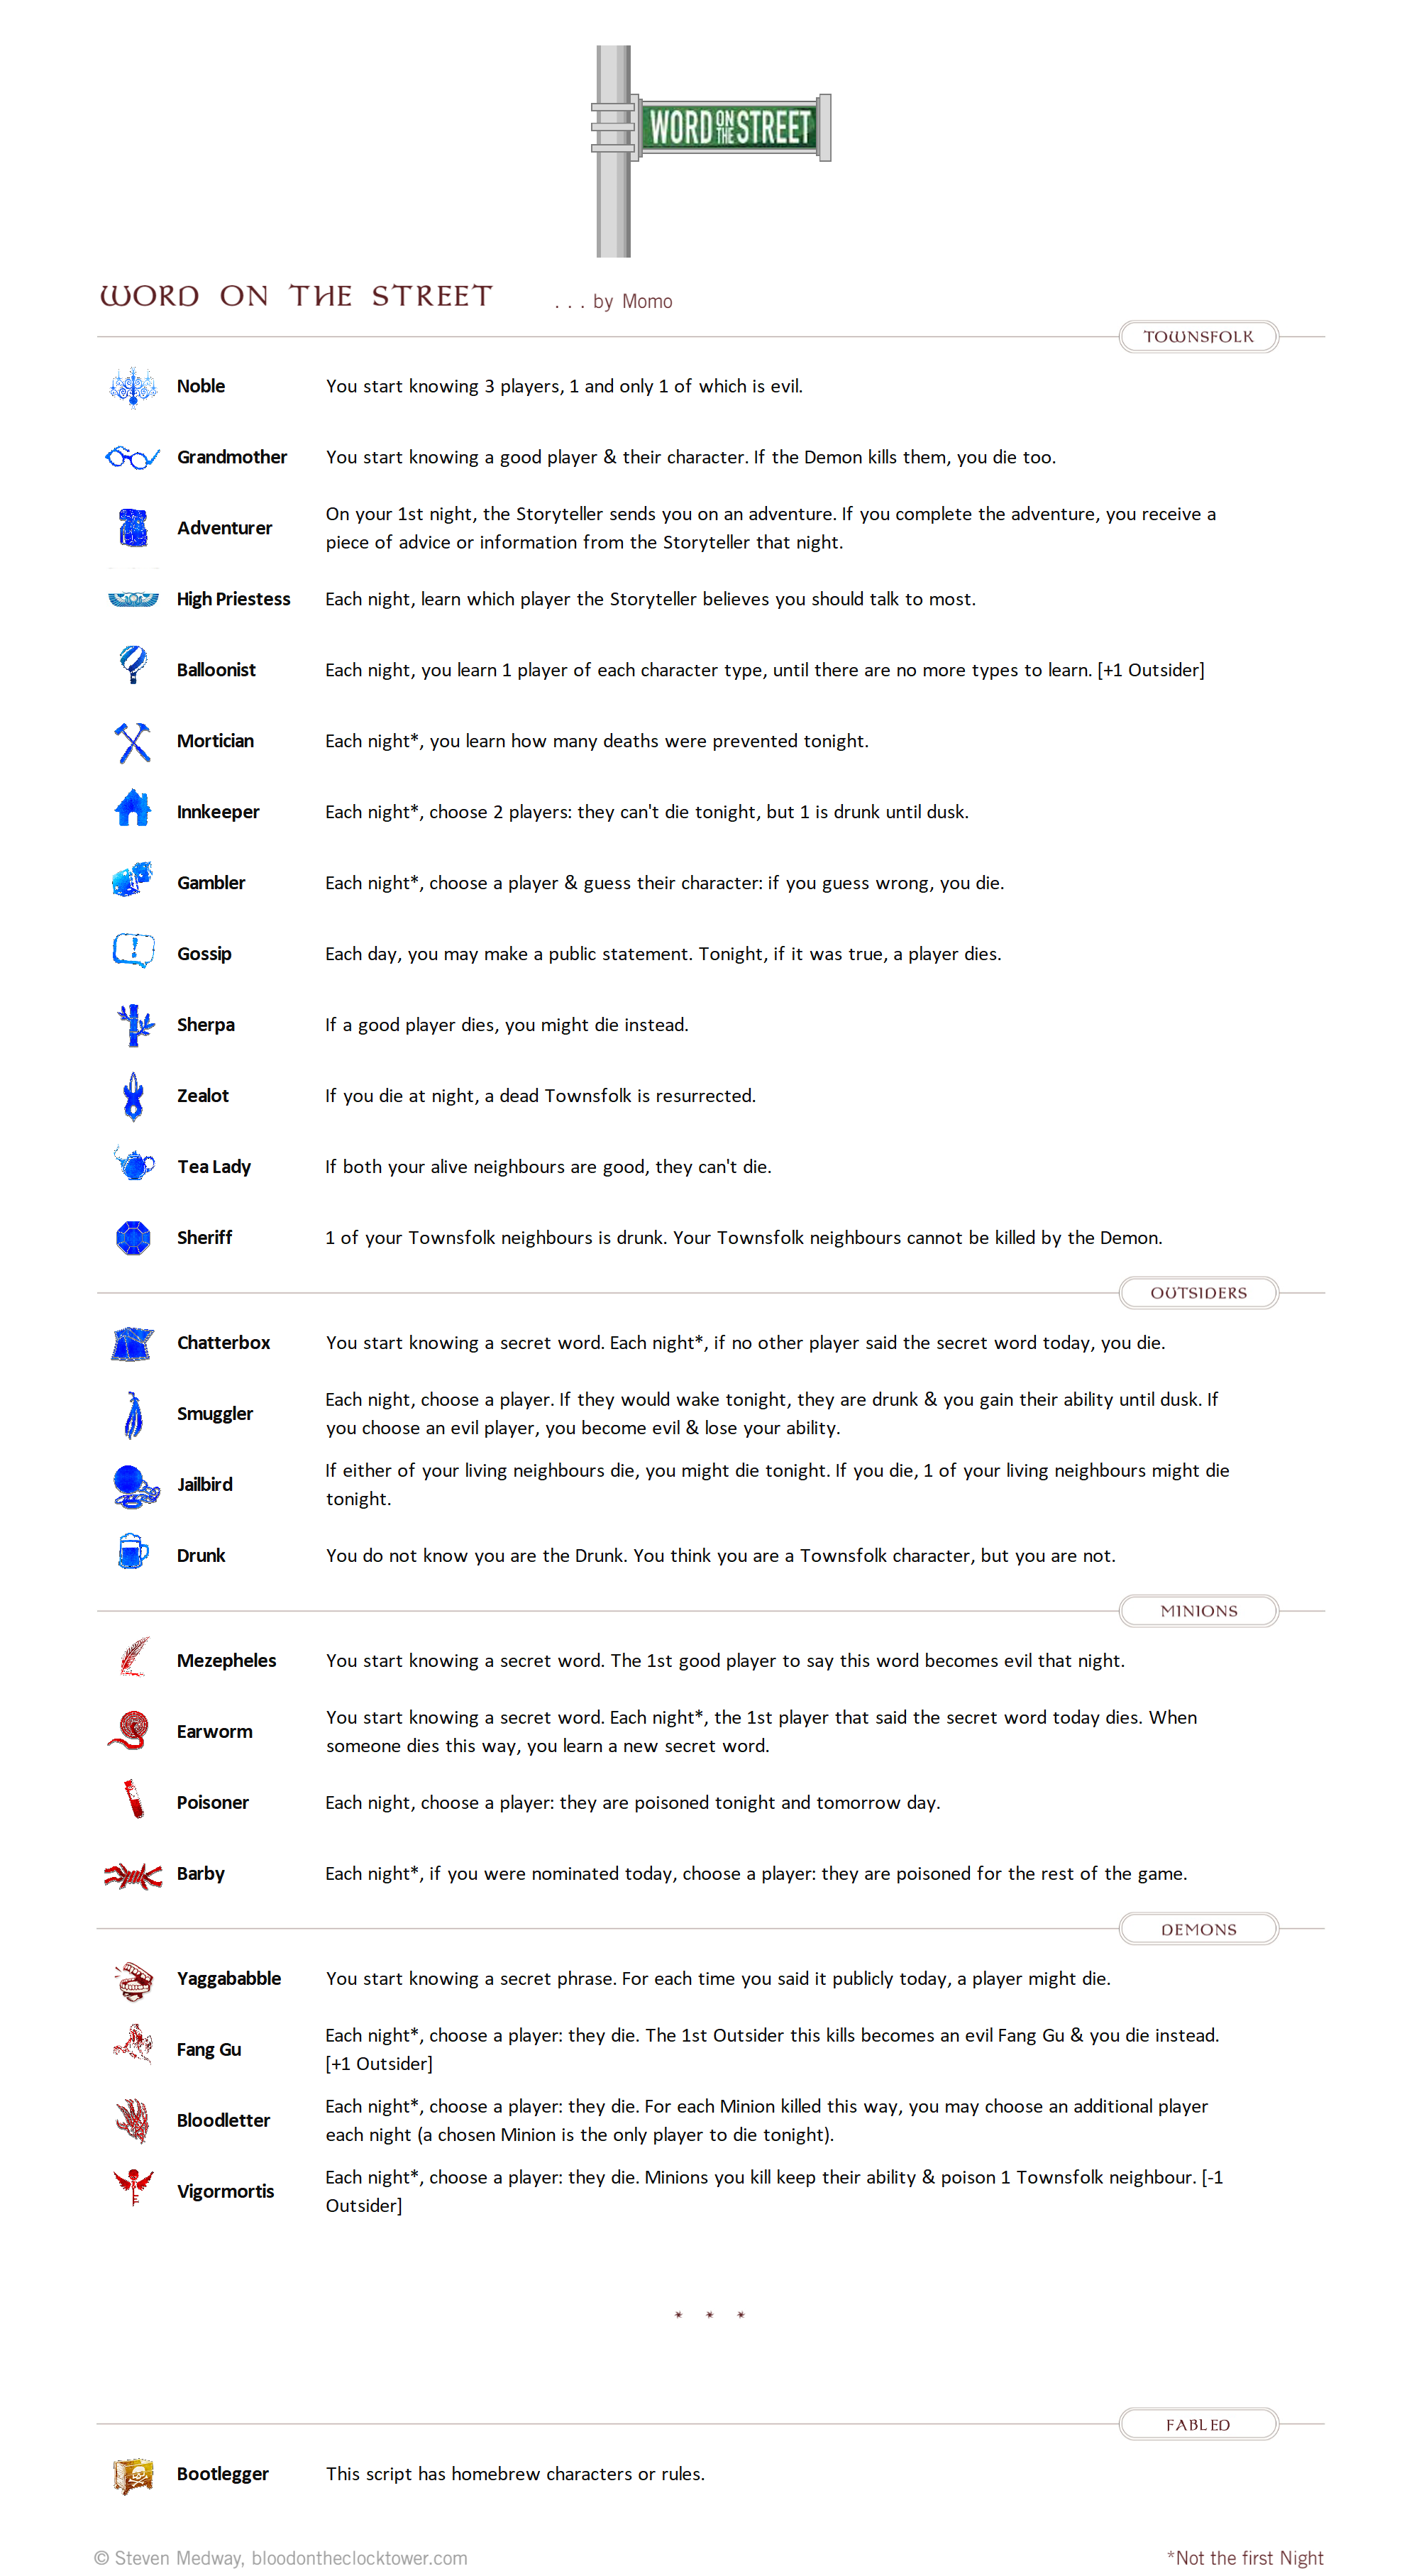 WORD ON THE STREET
WORD ON THE STREET . . . by Momo
TOWNSFOLK
Noble You start knowing 3 players, 1 and only 1 of which is evil.
Grandmother You start knowing a good player & their character. If the Demon kills them, you die too.
Adventurer On your 1st night, the Storyteller sends you on an adventure. If you complete the adventure, you receive a
piece of advice or information from the Storyteller that night.
High Priestess Each night, learn which player the Storyteller believes you should talk to most.
Balloonist Each night, you learn 1 player of each character type, until there are no more types to learn. [+1 Outsider]
Mortician Each night*, you learn how many deaths were prevented tonight.
Innkeeper Each night*, choose 2 players: they can't die tonight, but 1 is drunk until dusk.
Gambler Each night*, choose a player & guess their character: if you guess wrong, you die.
Gossip Each day, you may make a public statement. Tonight, if it was true, a player dies.
Sherpa If a good player dies, you might die instead.
Zealot If you die at night, a dead Townsfolk is resurrected.
Tea Lady If both your alive neighbours are good, they can't die.
Sheriff 1 of your Townsfolk neighbours is drunk. Your Townsfolk neighbours cannot be killed by the Demon.
OUTSIDERS
Chatterbox You start knowing a secret word. Each night*, if no other player said the secret word today, you die.
Smuggler Each night, choose a player. If they would wake tonight, they are drunk & you gain their ability until dusk. If
you choose an evil player, you become evil & lose your ability.
Jailbird If either of your living neighbours die, you might die tonight. If you die, 1 of your living neighbours might die
tonight.
Drunk You do not know you are the Drunk. You think you are a Townsfolk character, but you are not.
MINIONS
Mezepheles You start knowing a secret word. The 1st good player to say this word becomes evil that night.
Earworm You start knowing a secret word. Each night*, the 1st player that said the secret word today dies. When
someone dies this way, you learn a new secret word.
Poisoner Each night, choose a player: they are poisoned tonight and tomorrow day.
Barby Each night*, if you were nominated today, choose a player: they are poisoned for the rest of the game.
DEMONS
Yaggababble You start knowing a secret phrase. For each time you said it publicly today, a player might die.
Fang Gu Each night*, choose a player: they die. The 1st Outsider this kills becomes an evil Fang Gu & you die instead.
[+1 Outsider]
Bloodletter Each night*, choose a player: they die. For each Minion killed this way, you may choose an additional player
each night (a chosen Minion is the only player to die tonight).
Vigormortis Each night*, choose a player: they die. Minions you kill keep their ability & poison 1 Townsfolk neighbour. [-1
Outsider]
* * *
FABLED
Bootlegger This script has homebrew characters or rules.
© Steven Medway, bloodontheclocktower.com *Not the first Night